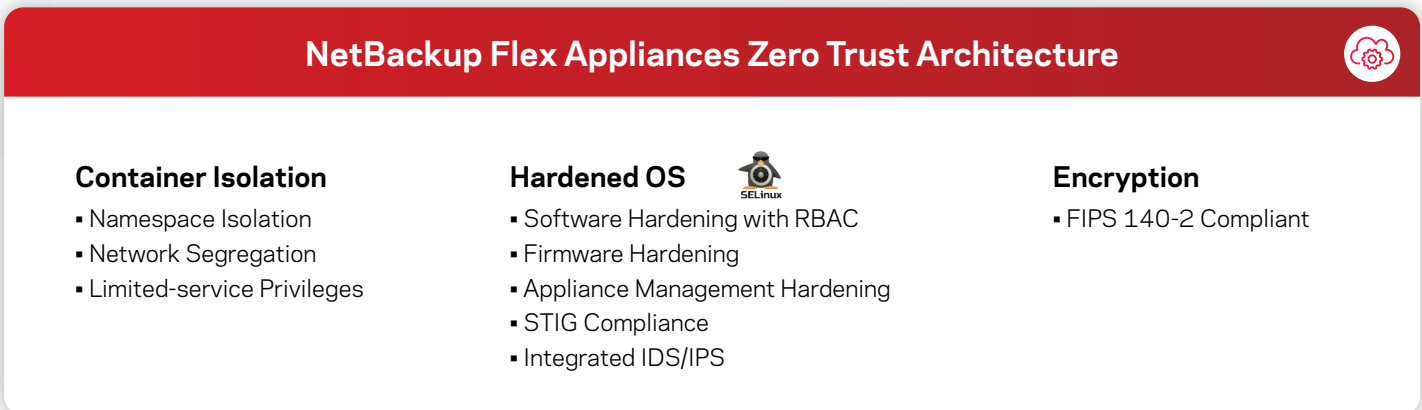 NetBackup Flex Appliances Zero Trust Architecture
Container Isolation
▪ Namespace Isolation
▪ Network Segregation
▪ Limited-service Privileges
Hardened OS
SELinux
▪ Software Hardening with RBAC
▪ Firmware Hardening
▪ Appliance Management Hardening
▪ STIG Compliance
▪ Integrated IDS/IPS
Encryption
▪ FIPS 140-2 Compliant